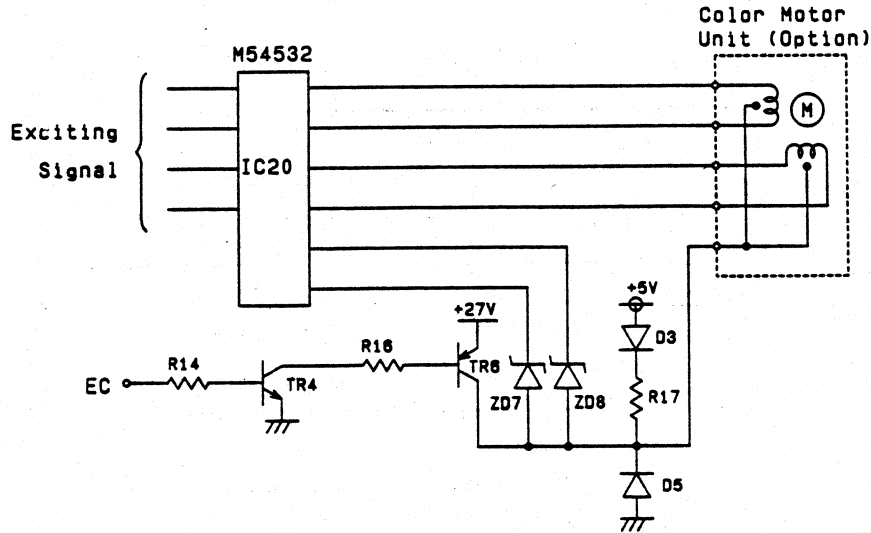 Color Motor
Unit (Option)
M54532
M
Exciting
Signal
IC20
+5V
+27V
D3
R14
R16
TR6
EC
TR4
ZD7
ZD8
R17
D5